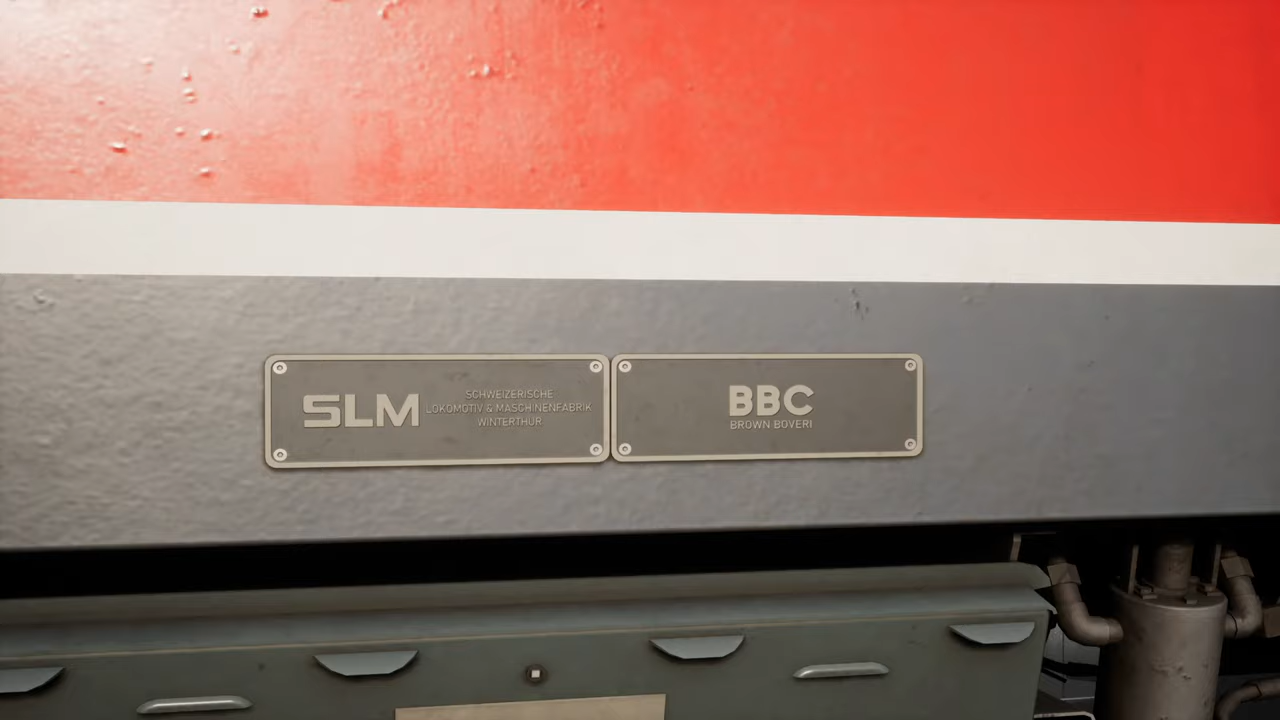 SLM
SCHWEIZERISCHE
LOKOMOTIV & MASCHINENFABRIK
WINTERTHUR
BBC
BROWN BOVERI